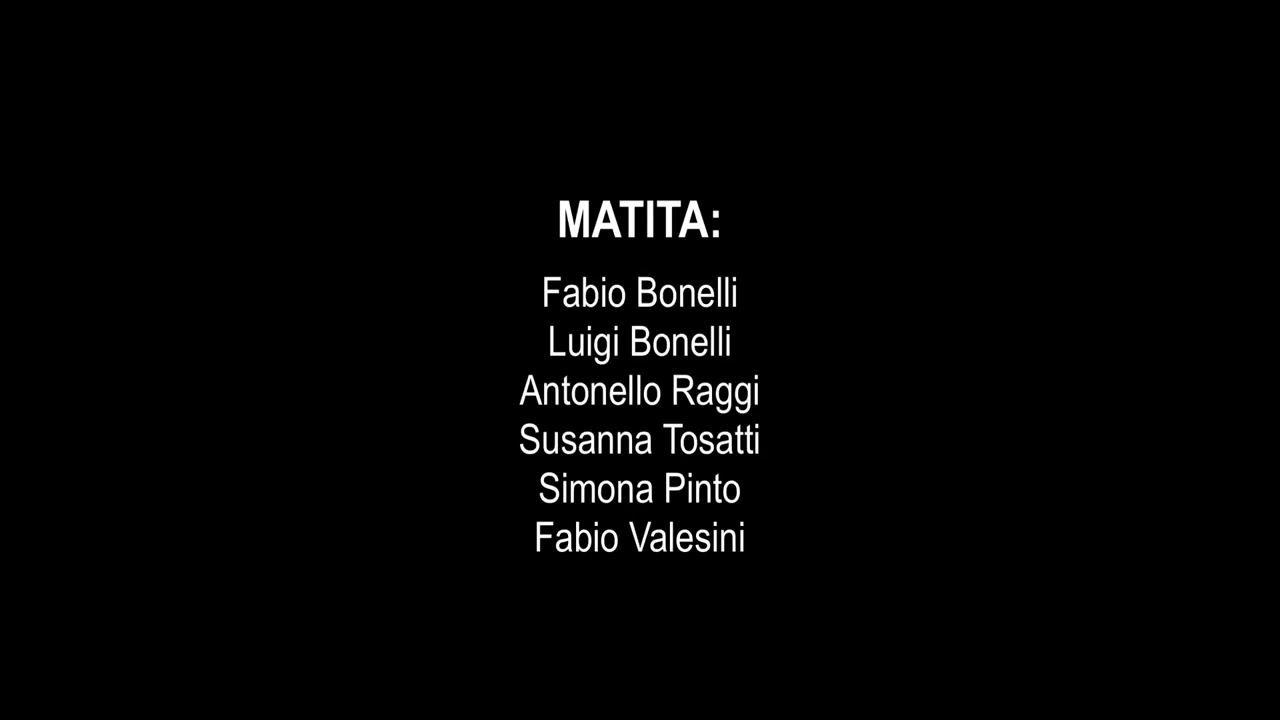 MATITA:
Fabio Bonelli
Luigi Bonelli
Antonello Raggi
Susanna Tosatti
Simona Pinto
Fabio Valesini